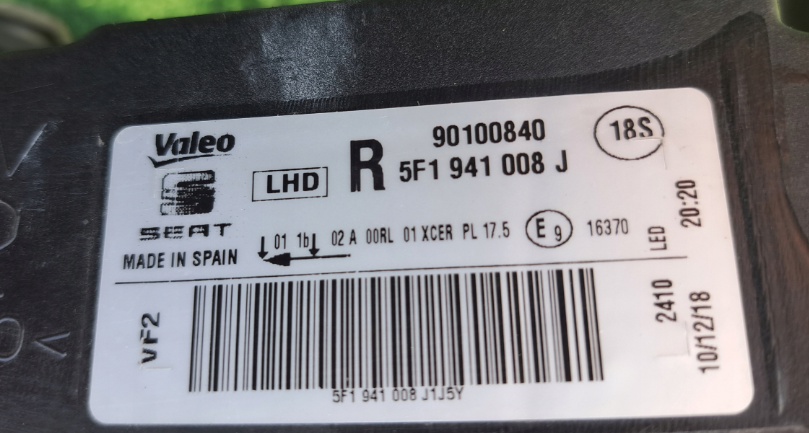 Valeo
SEAT
MADE IN SPAIN
LHD
R
90100840
5F1 941 008 J
18S
01 1b 02 A 00RL 01 XCER PL 17.5
E9
16370
LED
20:20
VF2
5F1 941 008 J1J5Y
2410
10/12/18